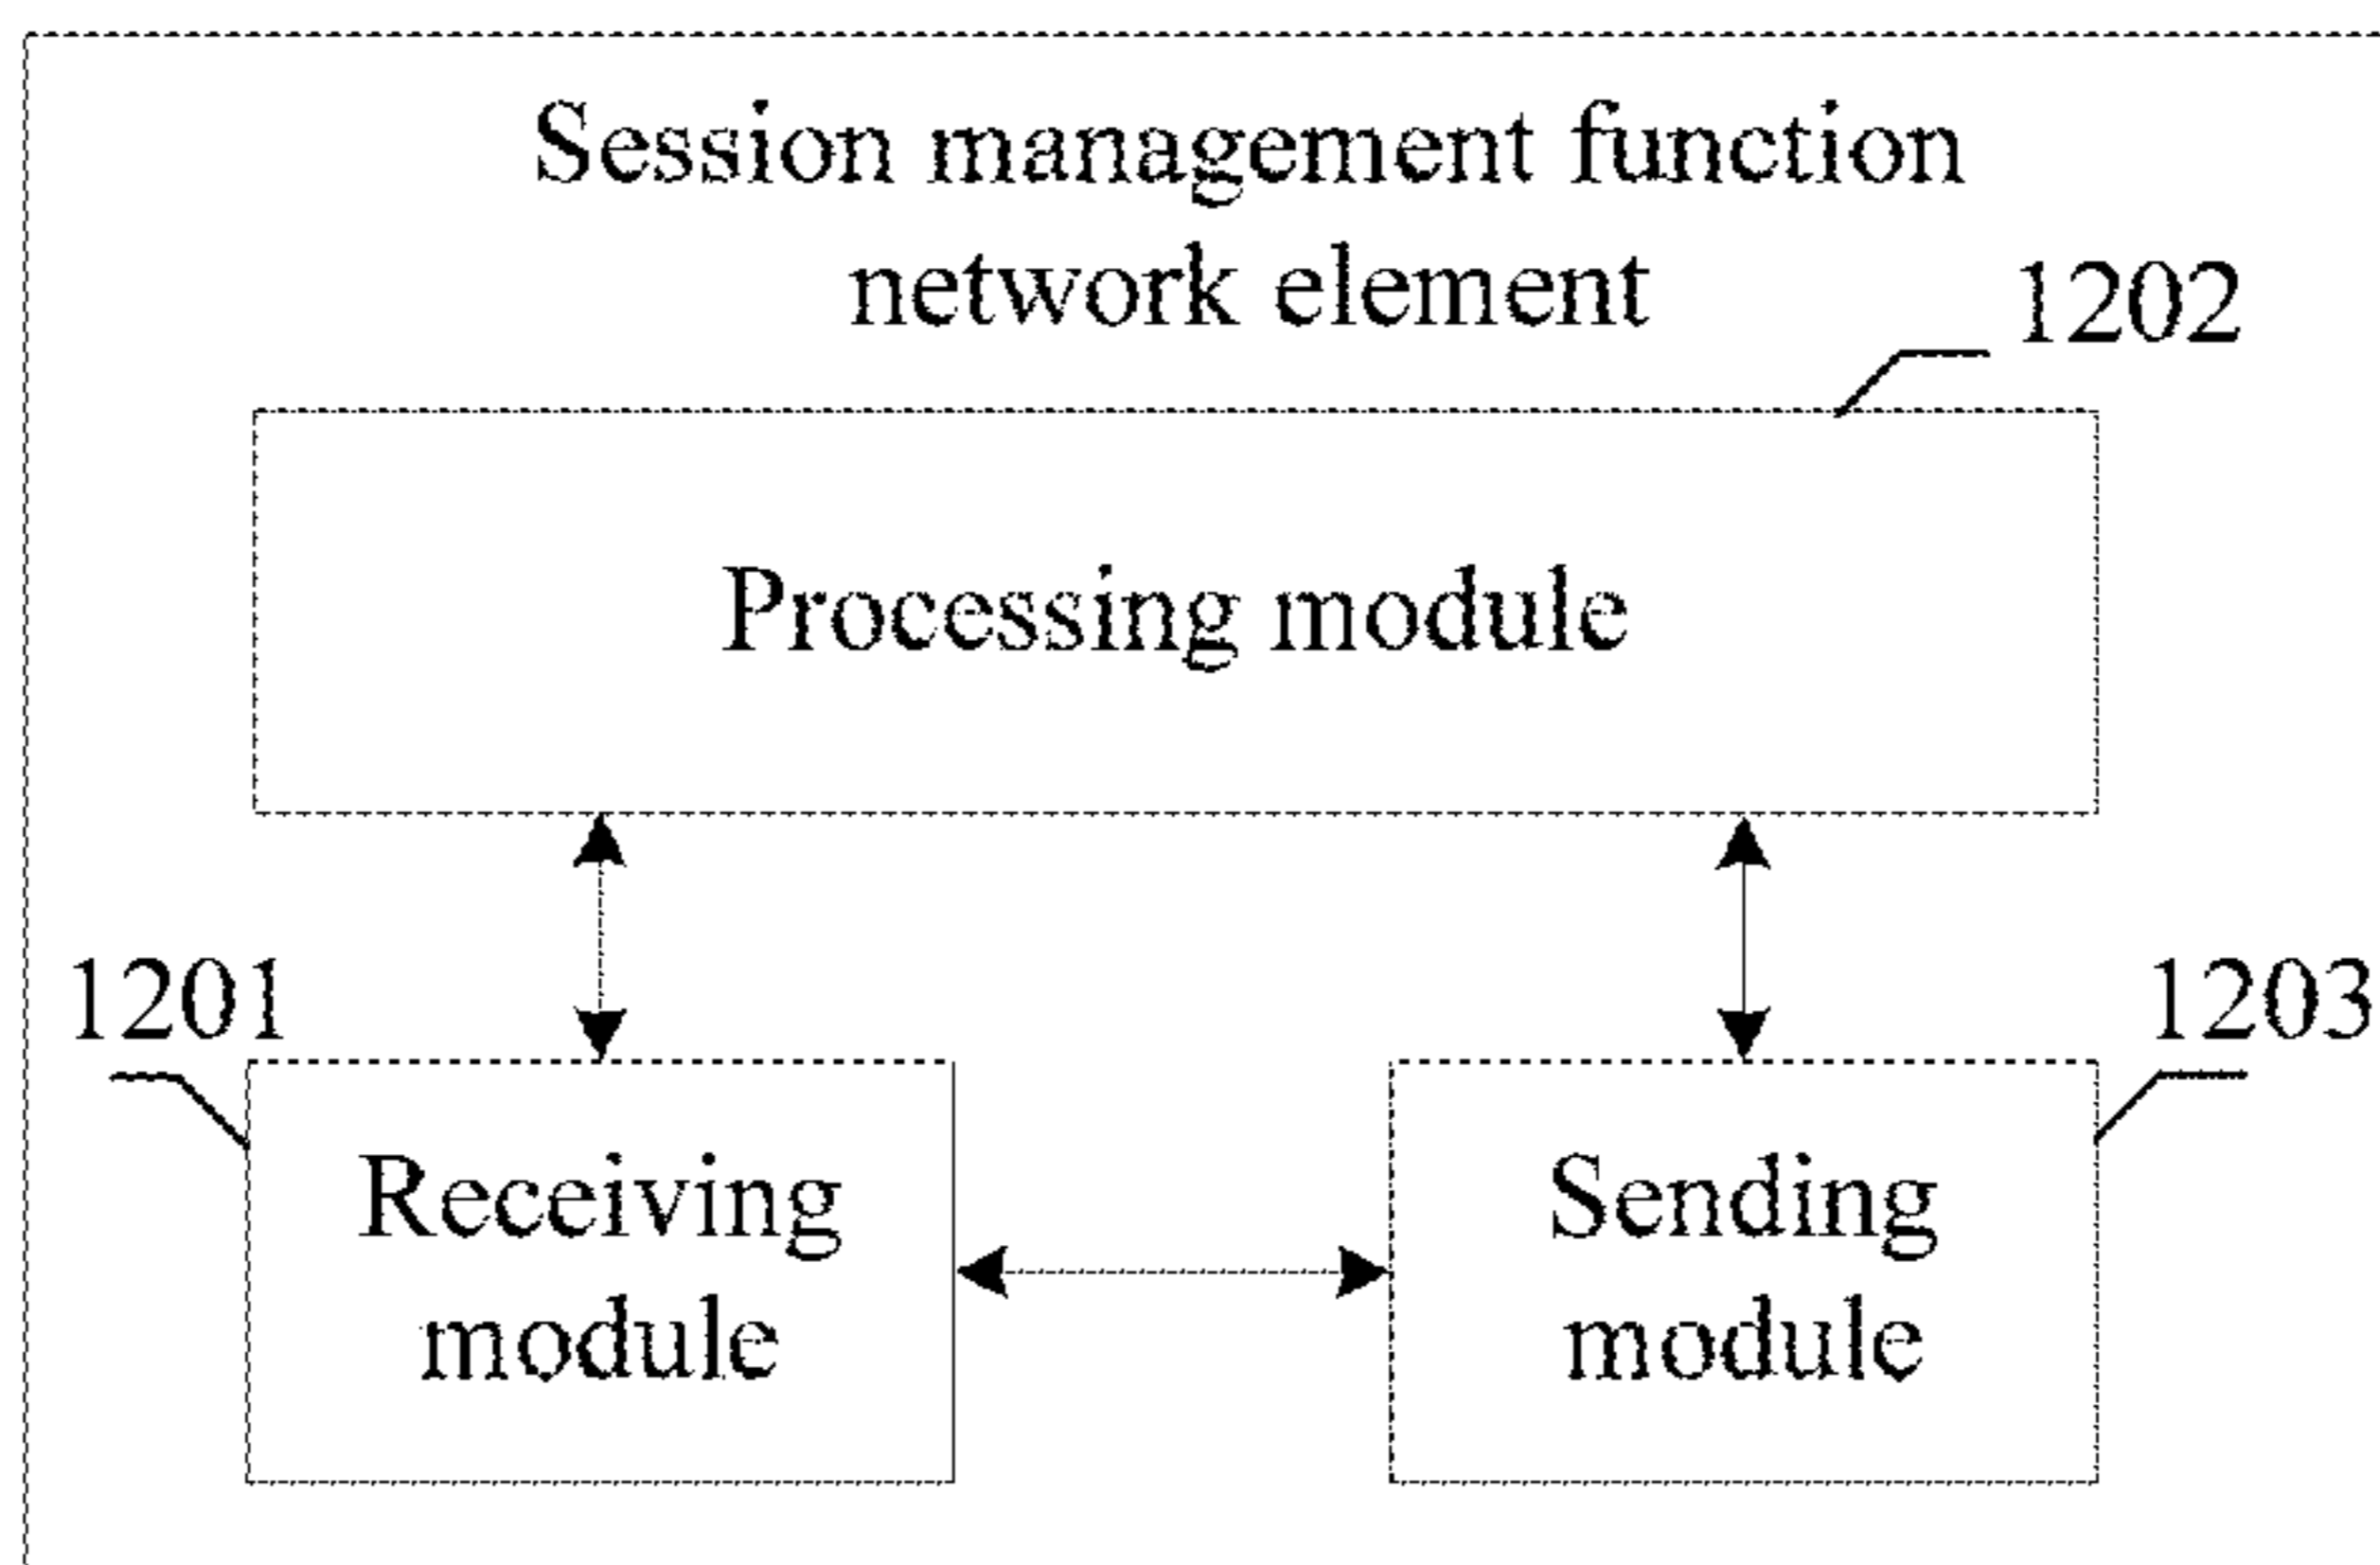 Session management function
network element
1202
Processing module
1201
1203
Receiving
module
Sending
module